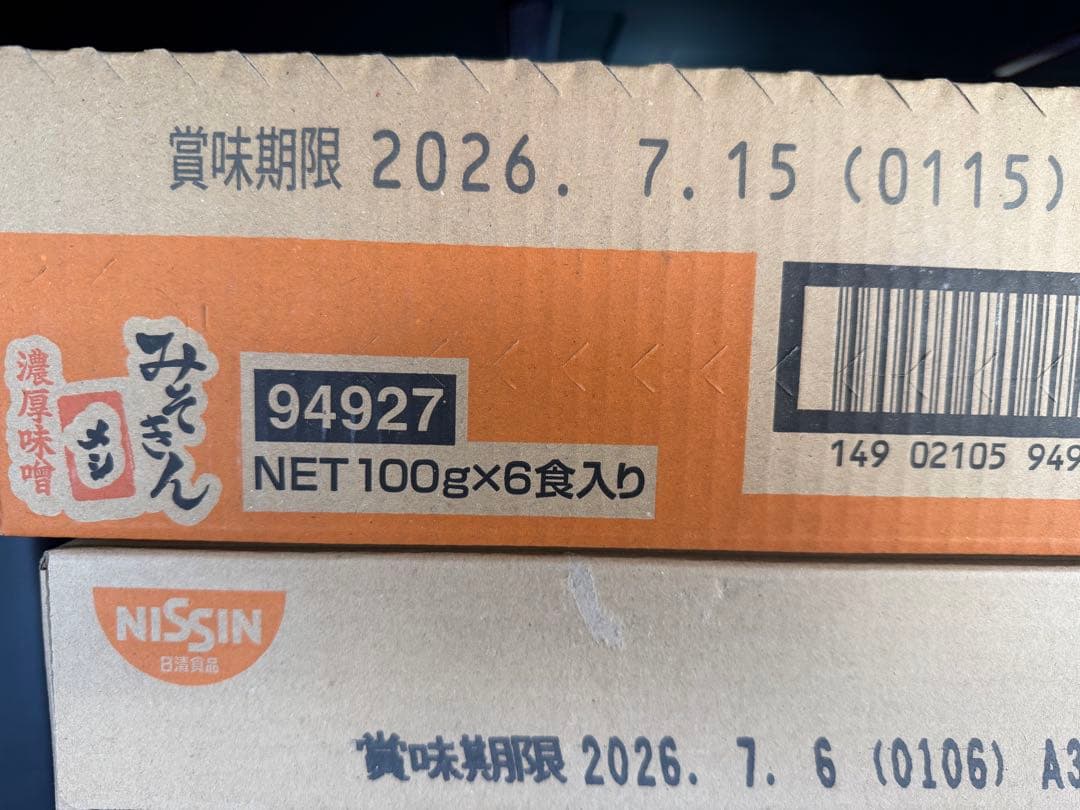 賞味期限 2026. 7.15 (0115)
みそきん
メシ
濃厚味噌
94927
NET 100g×6食入り
149 02105 949
NISSIN
日清食品
賞味期限 2026. 7. 6 (0106) A3